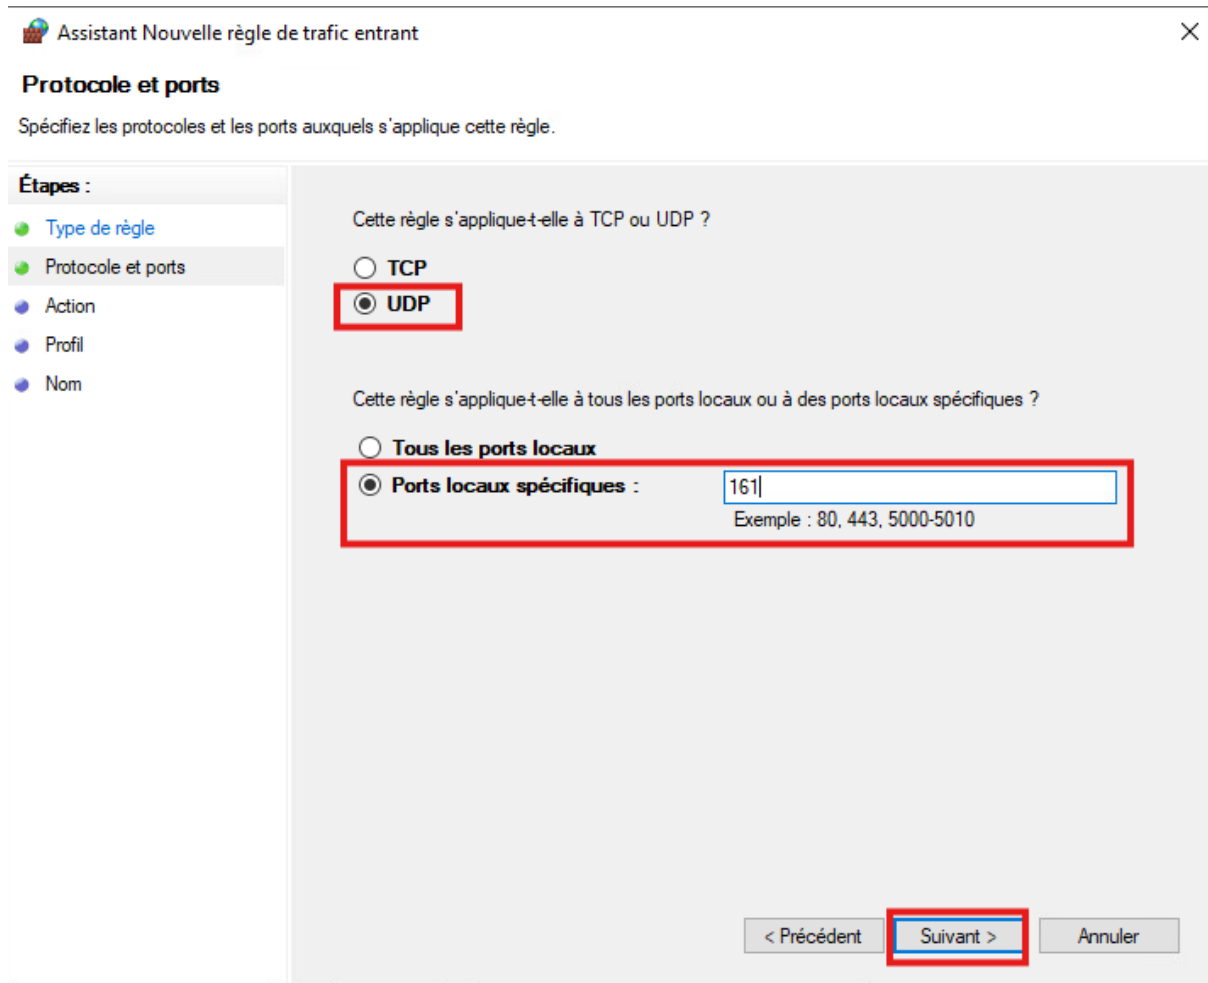 Assistant Nouvelle règle de trafic entrant
Protocole et ports
Spécifiez les protocoles et les ports auxquels s'applique cette règle.
Étapes :
Type de règle
Protocole et ports
Action
Profil
Nom
Cette règle s'applique-t-elle à TCP ou UDP ?
TCP
UDP
Cette règle s'applique-t-elle à tous les ports locaux ou à des ports locaux spécifiques ?
Tous les ports locaux
Ports locaux spécifiques : 161
Exemple : 80, 443, 5000-5010
< Précédent Suivant > Annuler